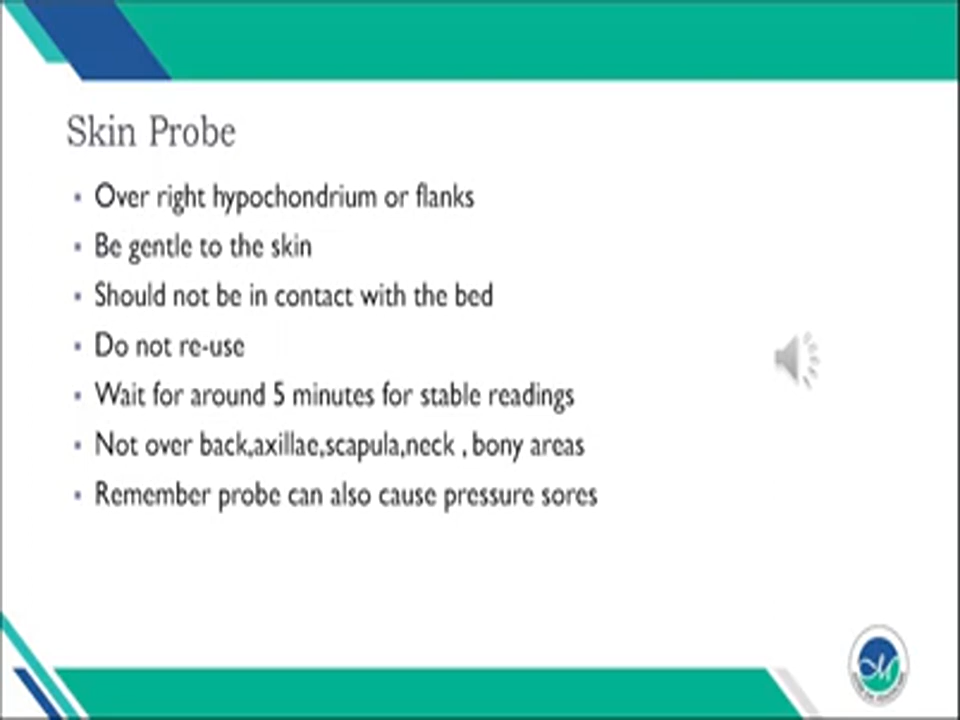 Skin Probe
Over right hypochondrium or flanks
Be gentle to the skin
Should not be in contact with the bed
Do not re-use
Wait for around 5 minutes for stable readings
Not over back,axillae,scapula,neck , bony areas
Remember probe can also cause pressure sores